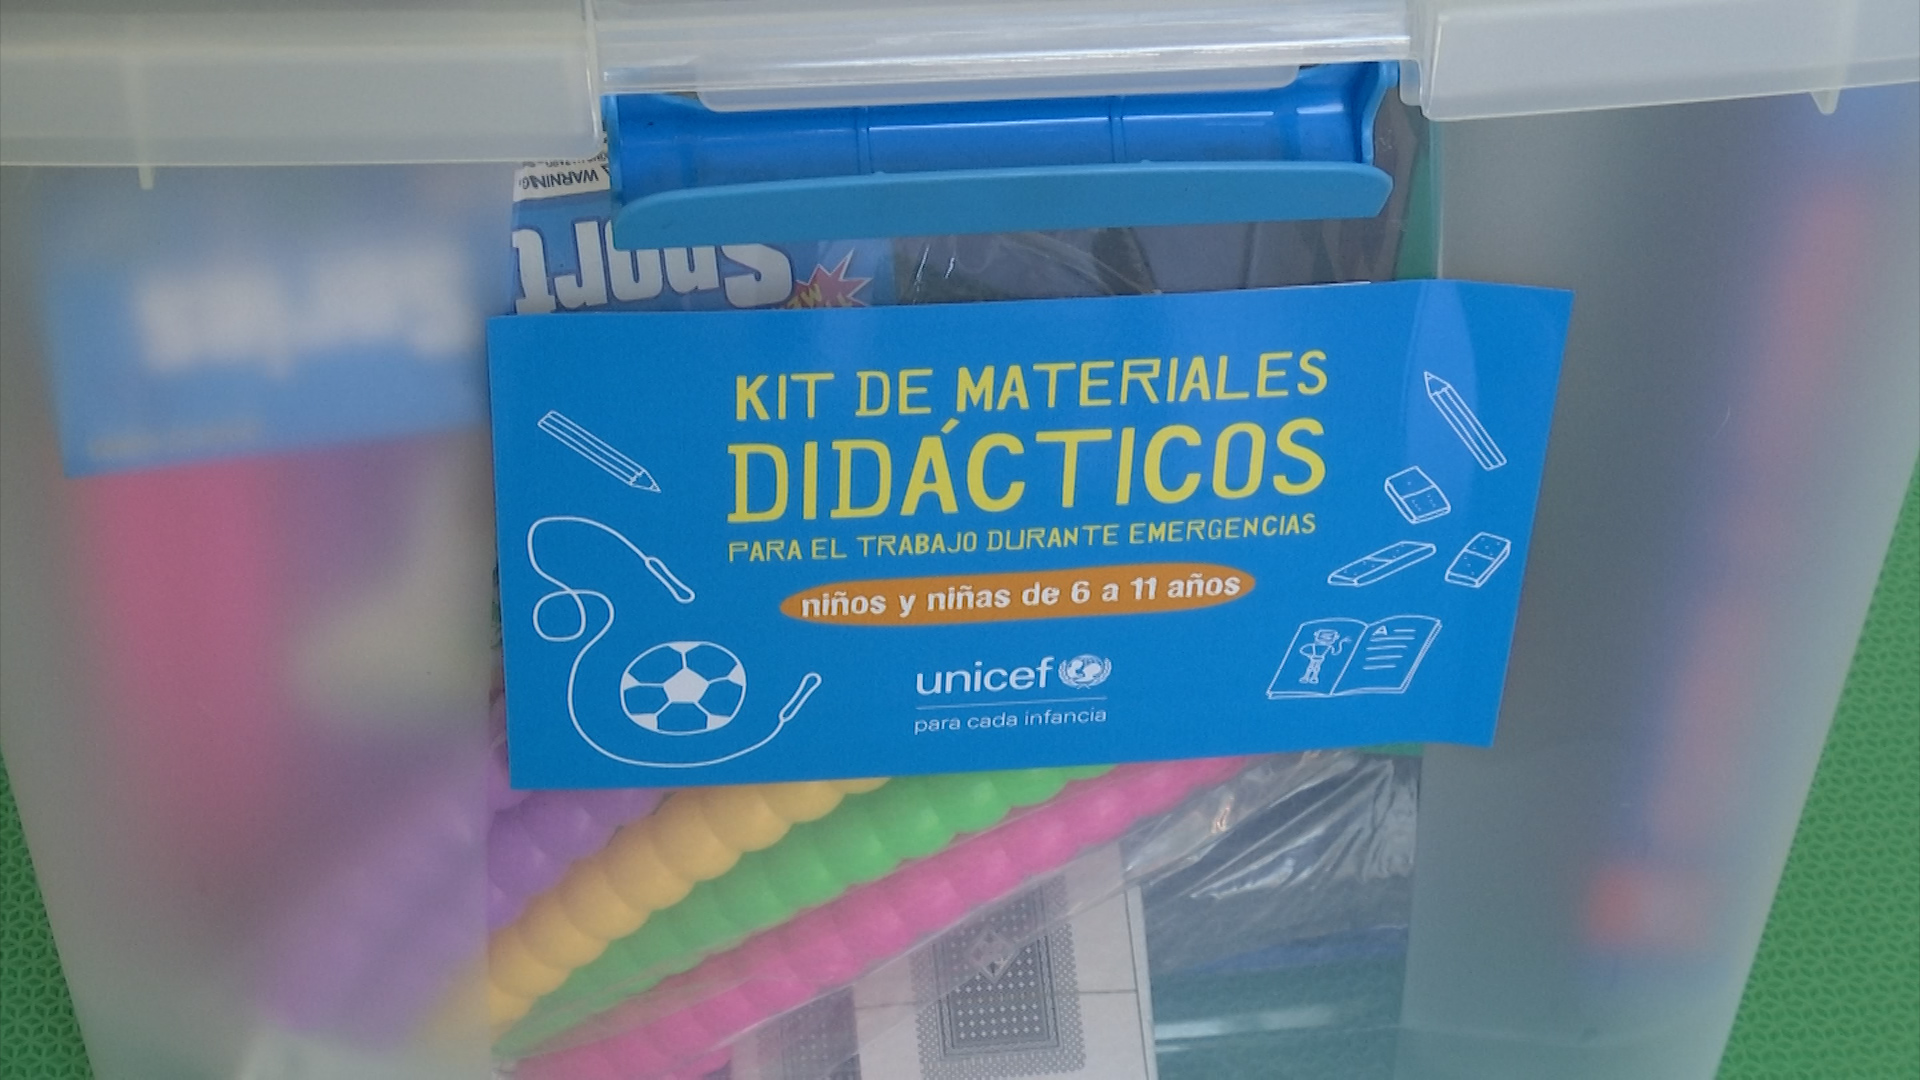 WARNING:
KIT DE MATERIALES
DIDÁCTICOS
PARA EL TRABAJO DURANTE EMERGENCIAS
niños y niñas de 6 a 11 años
unicef
para cada infancia
A